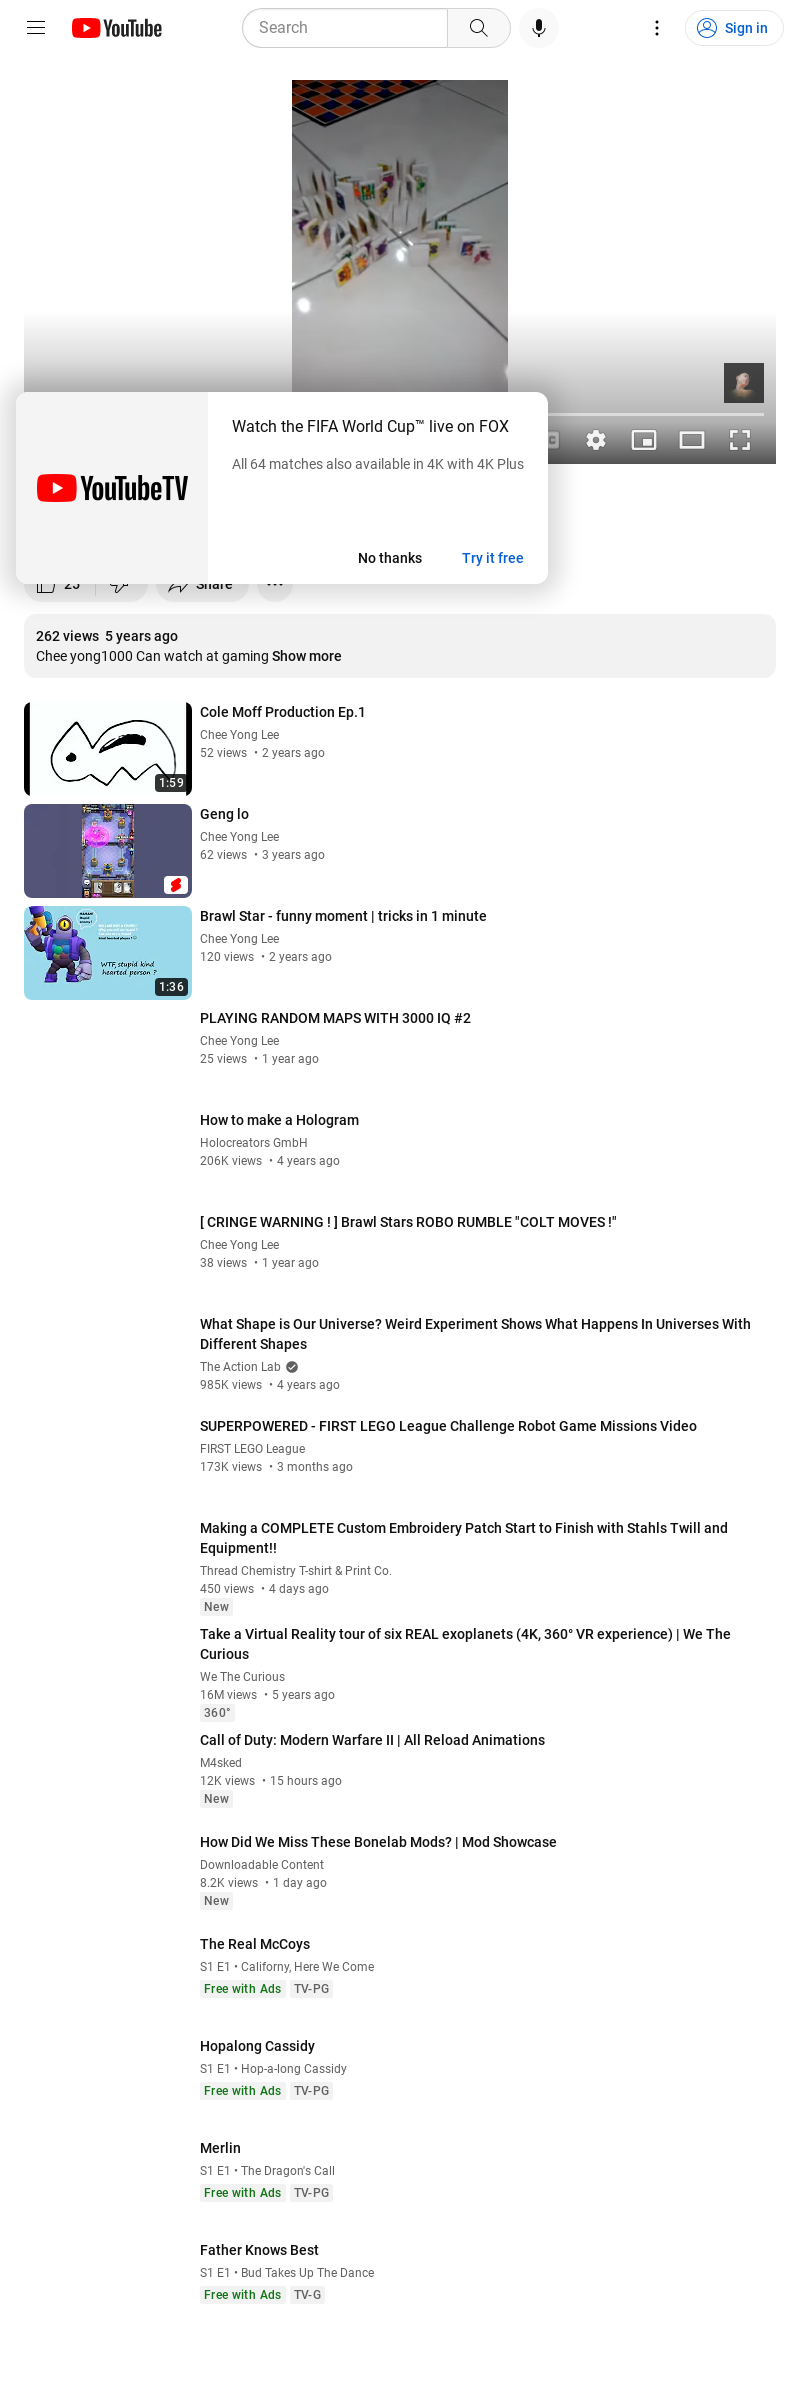 YouTube
Search
Sign in
Watch the FIFA World Cup™ live on FOX
All 64 matches also available in 4K with 4K Plus
YouTubeTV
No thanks
Try it free
25
Share
262 views 5 years ago
Chee yong1000 Can watch at gaming Show more
Cole Moff Production Ep.1
Chee Yong Lee
52 views • 2 years ago
1:59
Geng lo
Chee Yong Lee
62 views • 3 years ago
Brawl Star - funny moment | tricks in 1 minute
Chee Yong Lee
120 views • 2 years ago
WTF, stupid kind
hearted person ?
1:36
PLAYING RANDOM MAPS WITH 3000 IQ #2
Chee Yong Lee
25 views • 1 year ago
How to make a Hologram
Holocreators GmbH
206K views • 4 years ago
[ CRINGE WARNING ! ] Brawl Stars ROBO RUMBLE "COLT MOVES !"
Chee Yong Lee
38 views • 1 year ago
What Shape is Our Universe? Weird Experiment Shows What Happens In Universes With
Different Shapes
The Action Lab
985K views • 4 years ago
SUPERPOWERED - FIRST LEGO League Challenge Robot Game Missions Video
FIRST LEGO League
173K views • 3 months ago
Making a COMPLETE Custom Embroidery Patch Start to Finish with Stahls Twill and
Equipment!!
Thread Chemistry T-shirt & Print Co.
450 views • 4 days ago
New
Take a Virtual Reality tour of six REAL exoplanets (4K, 360° VR experience) | We The
Curious
We The Curious
16M views • 5 years ago
360°
Call of Duty: Modern Warfare II | All Reload Animations
M4sked
12K views • 15 hours ago
New
How Did We Miss These Bonelab Mods? | Mod Showcase
Downloadable Content
8.2K views • 1 day ago
New
The Real McCoys
S1 E1 • Californy, Here We Come
Free with Ads TV-PG
Hopalong Cassidy
S1 E1 • Hop-a-long Cassidy
Free with Ads TV-PG
Merlin
S1 E1 • The Dragon's Call
Free with Ads TV-PG
Father Knows Best
S1 E1 • Bud Takes Up The Dance
Free with Ads TV-G